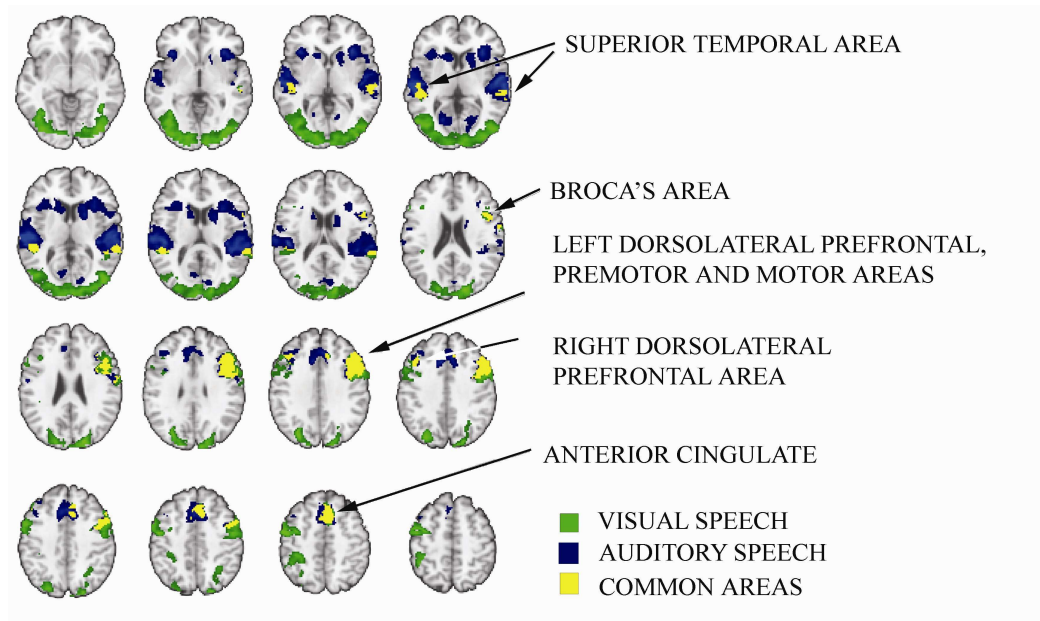 SUPERIOR TEMPORAL AREA
BROCA'S AREA
LEFT DORSOLATERAL PREFRONTAL,
PREMOTOR AND MOTOR AREAS
RIGHT DORSOLATERAL
PREFRONTAL AREA
ANTERIOR CINGULATE
VISUAL SPEECH
AUDITORY SPEECH
COMMON AREAS